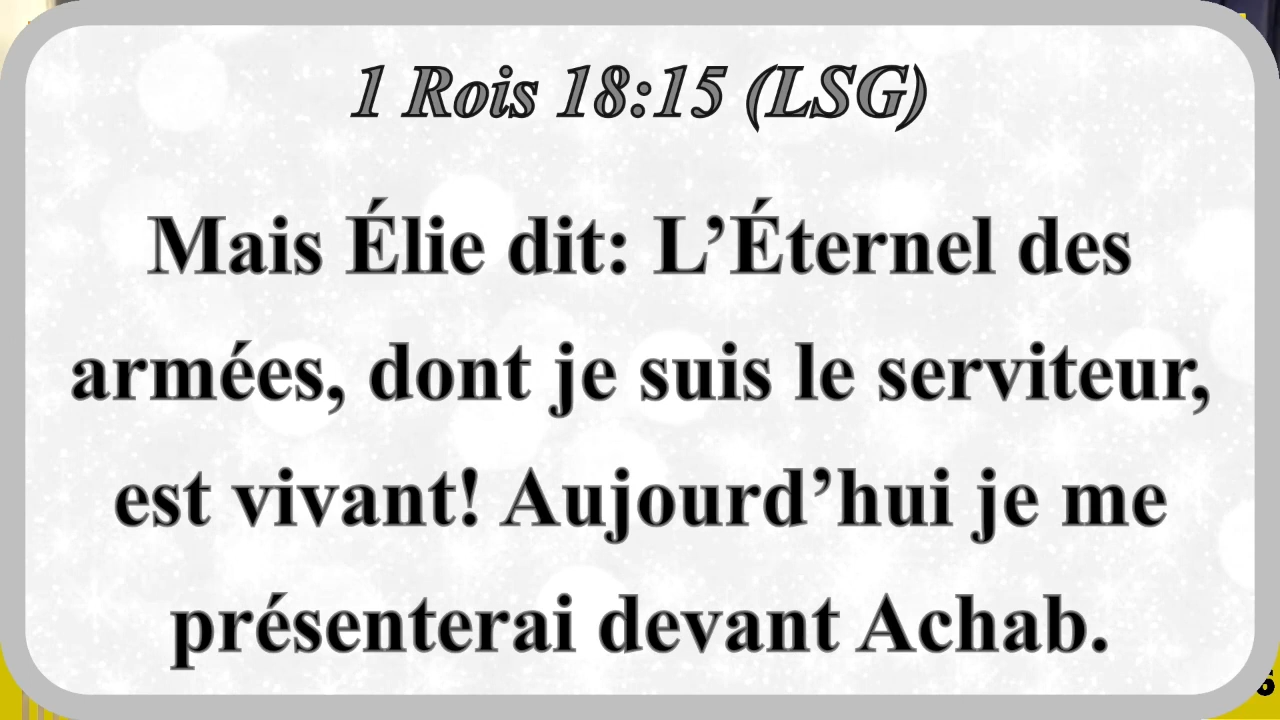 1 Rois 18:15 (LSG)
Mais Élie dit: L’Éternel des
armées, dont je suis le serviteur,
est vivant! Aujourd’hui je me
présenterai devant Achab.